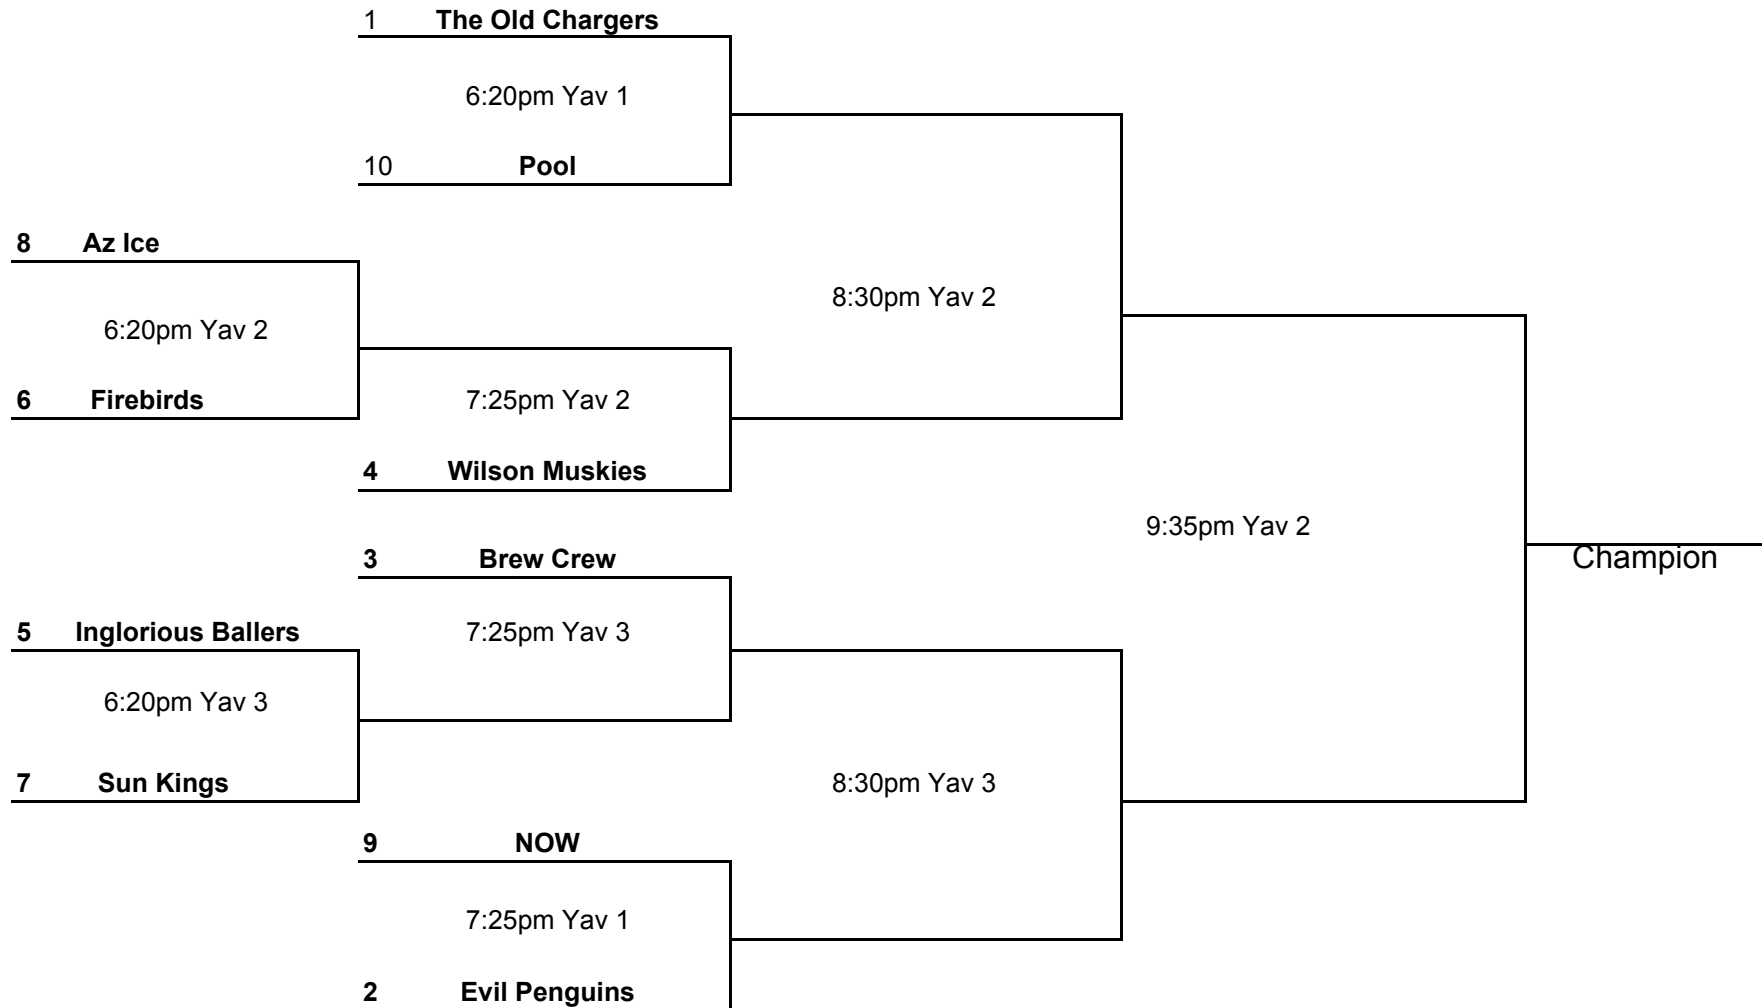 1 The Old Chargers
6:20pm Yav 1
10 Pool
8 Az Ice
8:30pm Yav 2
6:20pm Yav 2
6 Firebirds
7:25pm Yav 2
4 Wilson Muskies
9:35pm Yav 2
3 Brew Crew
Champion
5 Inglorious Ballers
7:25pm Yav 3
6:20pm Yav 3
7 Sun Kings
8:30pm Yav 3
9 NOW
7:25pm Yav 1
2 Evil Penguins